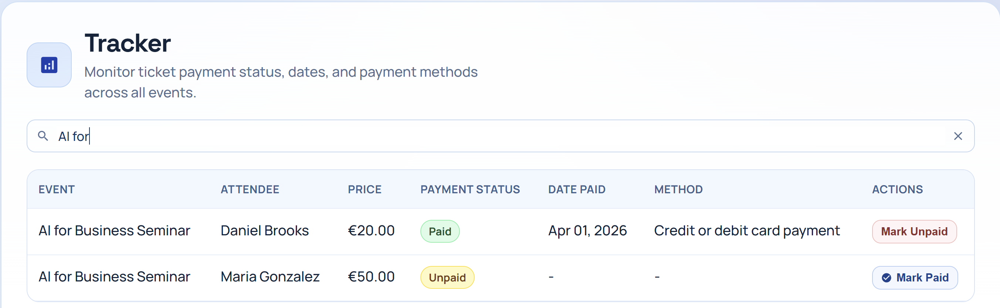 Tracker
Monitor ticket payment status, dates, and payment methods
across all events.
AI for
EVENT ATTENDEE PRICE PAYMENT STATUS DATE PAID METHOD ACTIONS
AI for Business Seminar Daniel Brooks €20.00 Paid Apr 01, 2026 Credit or debit card payment Mark Unpaid
AI for Business Seminar Maria Gonzalez €50.00 Unpaid - - Mark Paid